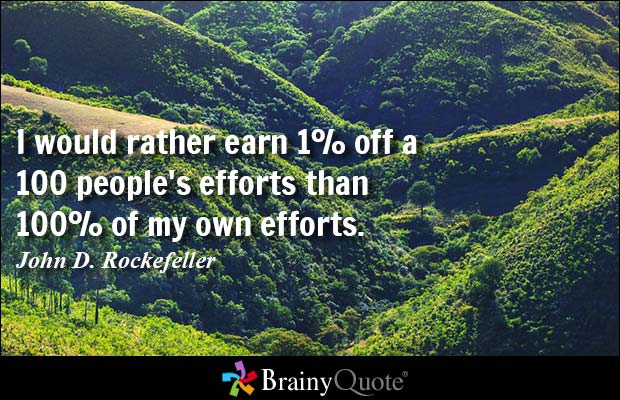 I would rather earn 1% off a
100 people's efforts than
100% of my own efforts.
John D. Rockefeller
BrainyQuote®